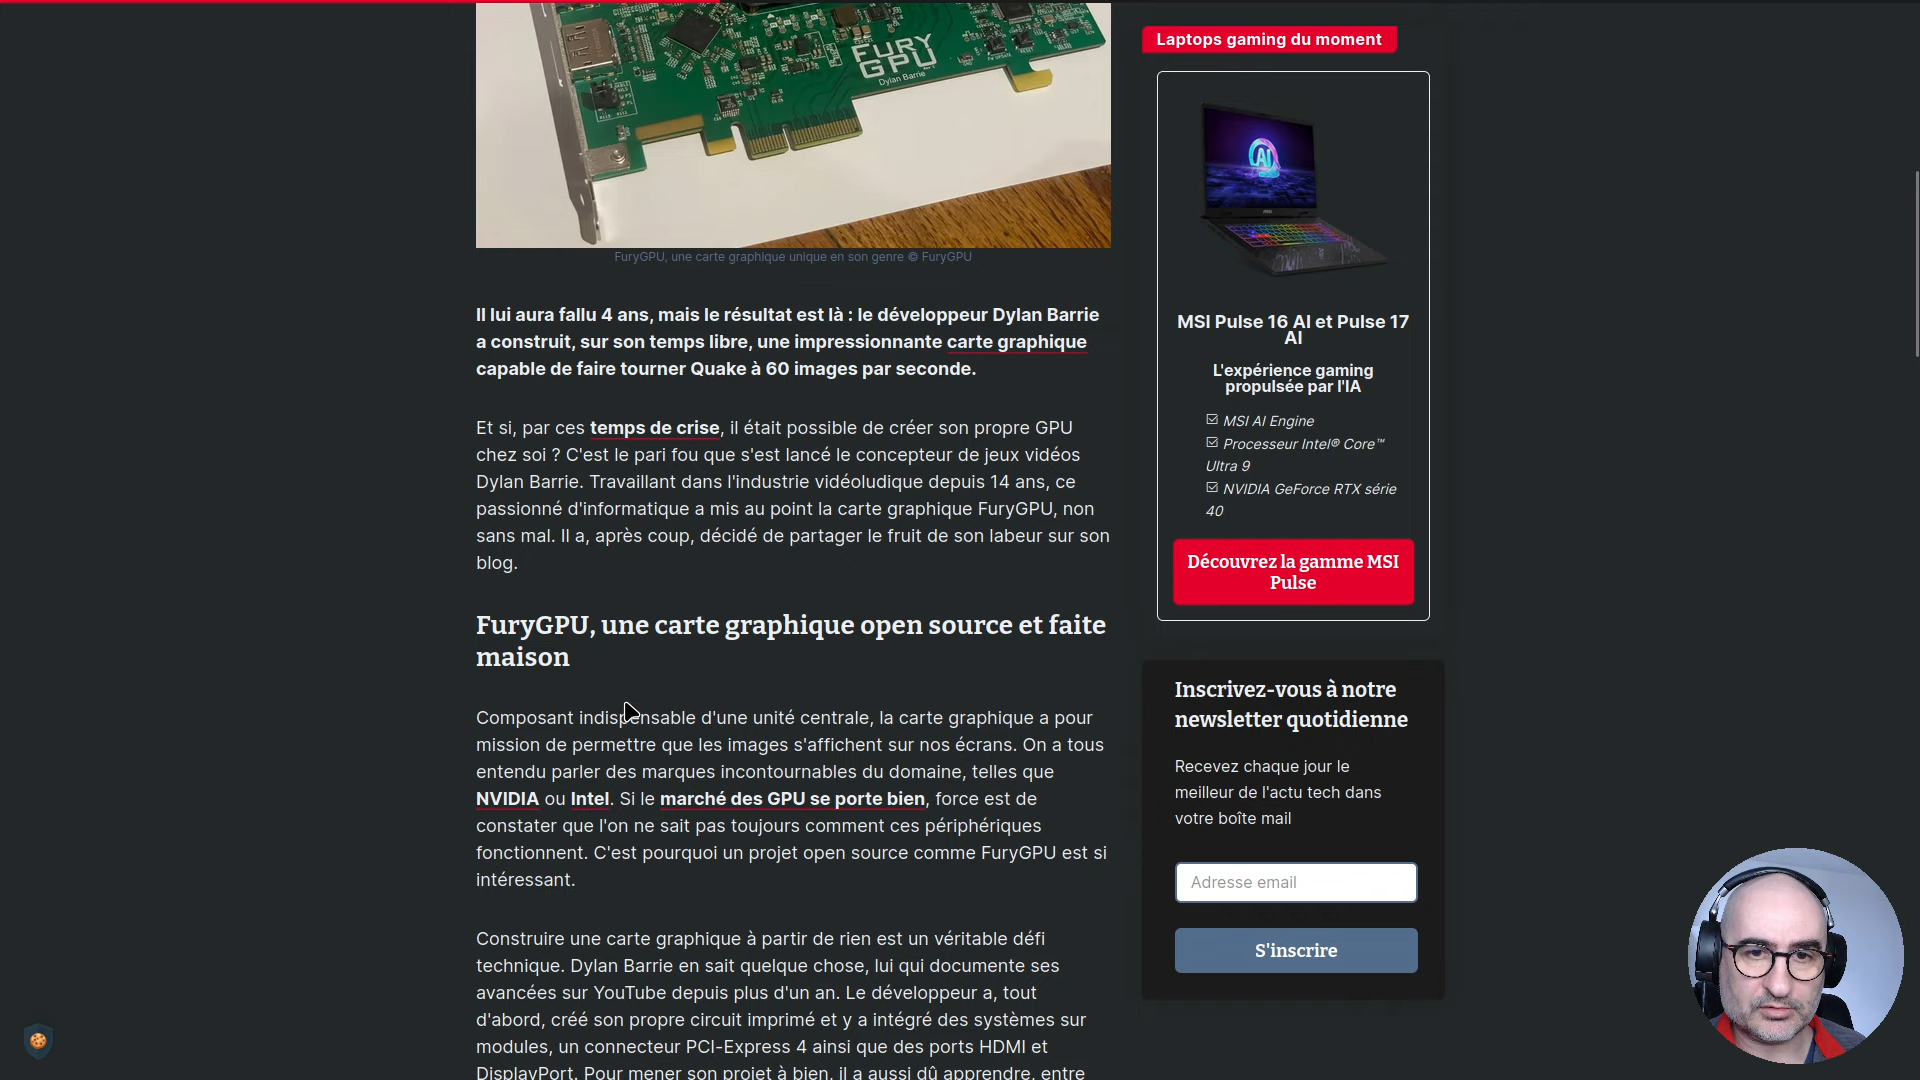 FURY
GPU
Dylan Barrie
FuryGPU, une carte graphique unique en son genre © FuryGPU
Il lui aura fallu 4 ans, mais le résultat est là : le développeur Dylan Barrie
a construit, sur son temps libre, une impressionnante carte graphique
capable de faire tourner Quake à 60 images par seconde.
Et si, par ces temps de crise, il était possible de créer son propre GPU
chez soi ? C'est le pari fou que s'est lancé le concepteur de jeux vidéos
Dylan Barrie. Travaillant dans l'industrie vidéoludique depuis 14 ans, ce
passionné d'informatique a mis au point la carte graphique FuryGPU, non
sans mal. Il a, après coup, décidé de partager le fruit de son labeur sur son
blog.
FuryGPU, une carte graphique open source et faite
maison
Composant indispensable d'une unité centrale, la carte graphique a pour
mission de permettre que les images s'affichent sur nos écrans. On a tous
entendu parler des marques incontournables du domaine, telles que
NVIDIA ou Intel. Si le marché des GPU se porte bien, force est de
constater que l'on ne sait pas toujours comment ces périphériques
fonctionnent. C'est pourquoi un projet open source comme FuryGPU est si
intéressant.
Construire une carte graphique à partir de rien est un véritable défi
technique. Dylan Barrie en sait quelque chose, lui qui documente ses
avancées sur YouTube depuis plus d'un an. Le développeur a, tout
d'abord, créé son propre circuit imprimé et y a intégré des systèmes sur
modules, un connecteur PCI-Express 4 ainsi que des ports HDMI et
DisplayPort. Pour mener son projet à bien, il a aussi dû apprendre, entre
Laptops gaming du moment
AI
MSI Pulse 16 AI et Pulse 17
AI
L'expérience gaming
propulsée par l'IA
MSI AI Engine
Processeur Intel® Core™
Ultra 9
NVIDIA GeForce RTX série
40
Découvrez la gamme MSI
Pulse
Inscrivez-vous à notre
newsletter quotidienne
Recevez chaque jour le
meilleur de l'actu tech dans
votre boîte mail
Adresse email
S'inscrire